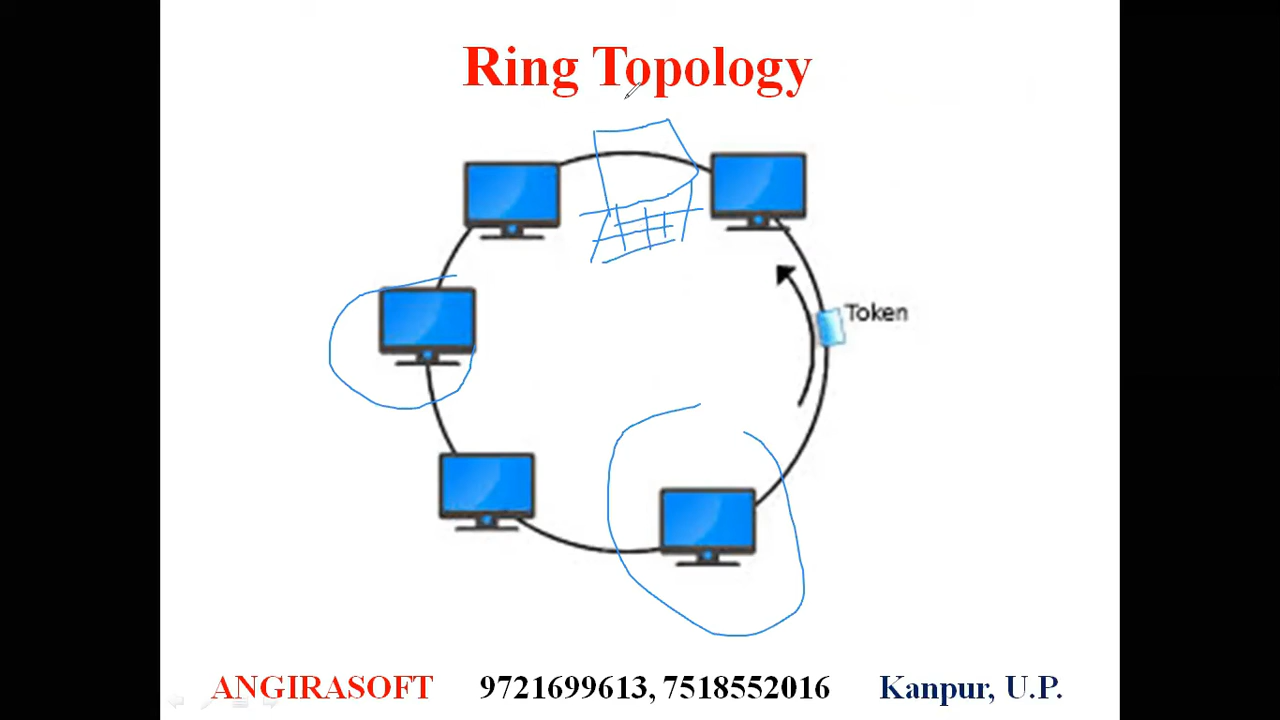 Ring Topology
Token
ANGIRASOFT 9721699613, 7518552016 Kanpur, U.P.